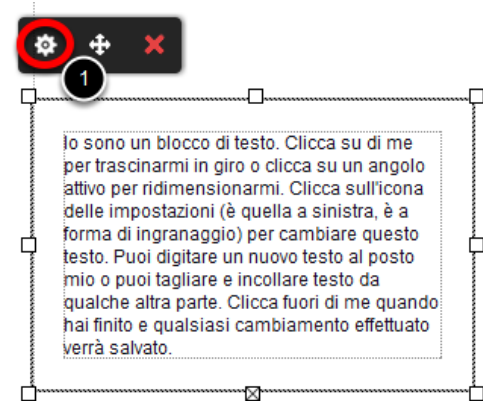 1
Io sono un blocco di testo. Clicca su di me
per trascinarmi in giro o clicca su un angolo
attivo per ridimensionarmi. Clicca sull'icona
delle impostazioni (è quella a sinistra, è a
forma di ingranaggio) per cambiare questo
testo. Puoi digitare un nuovo testo al posto
mio o puoi tagliare e incollare testo da
qualche altra parte. Clicca fuori di me quando
hai finito e qualsiasi cambiamento effettuato
verrà salvato.